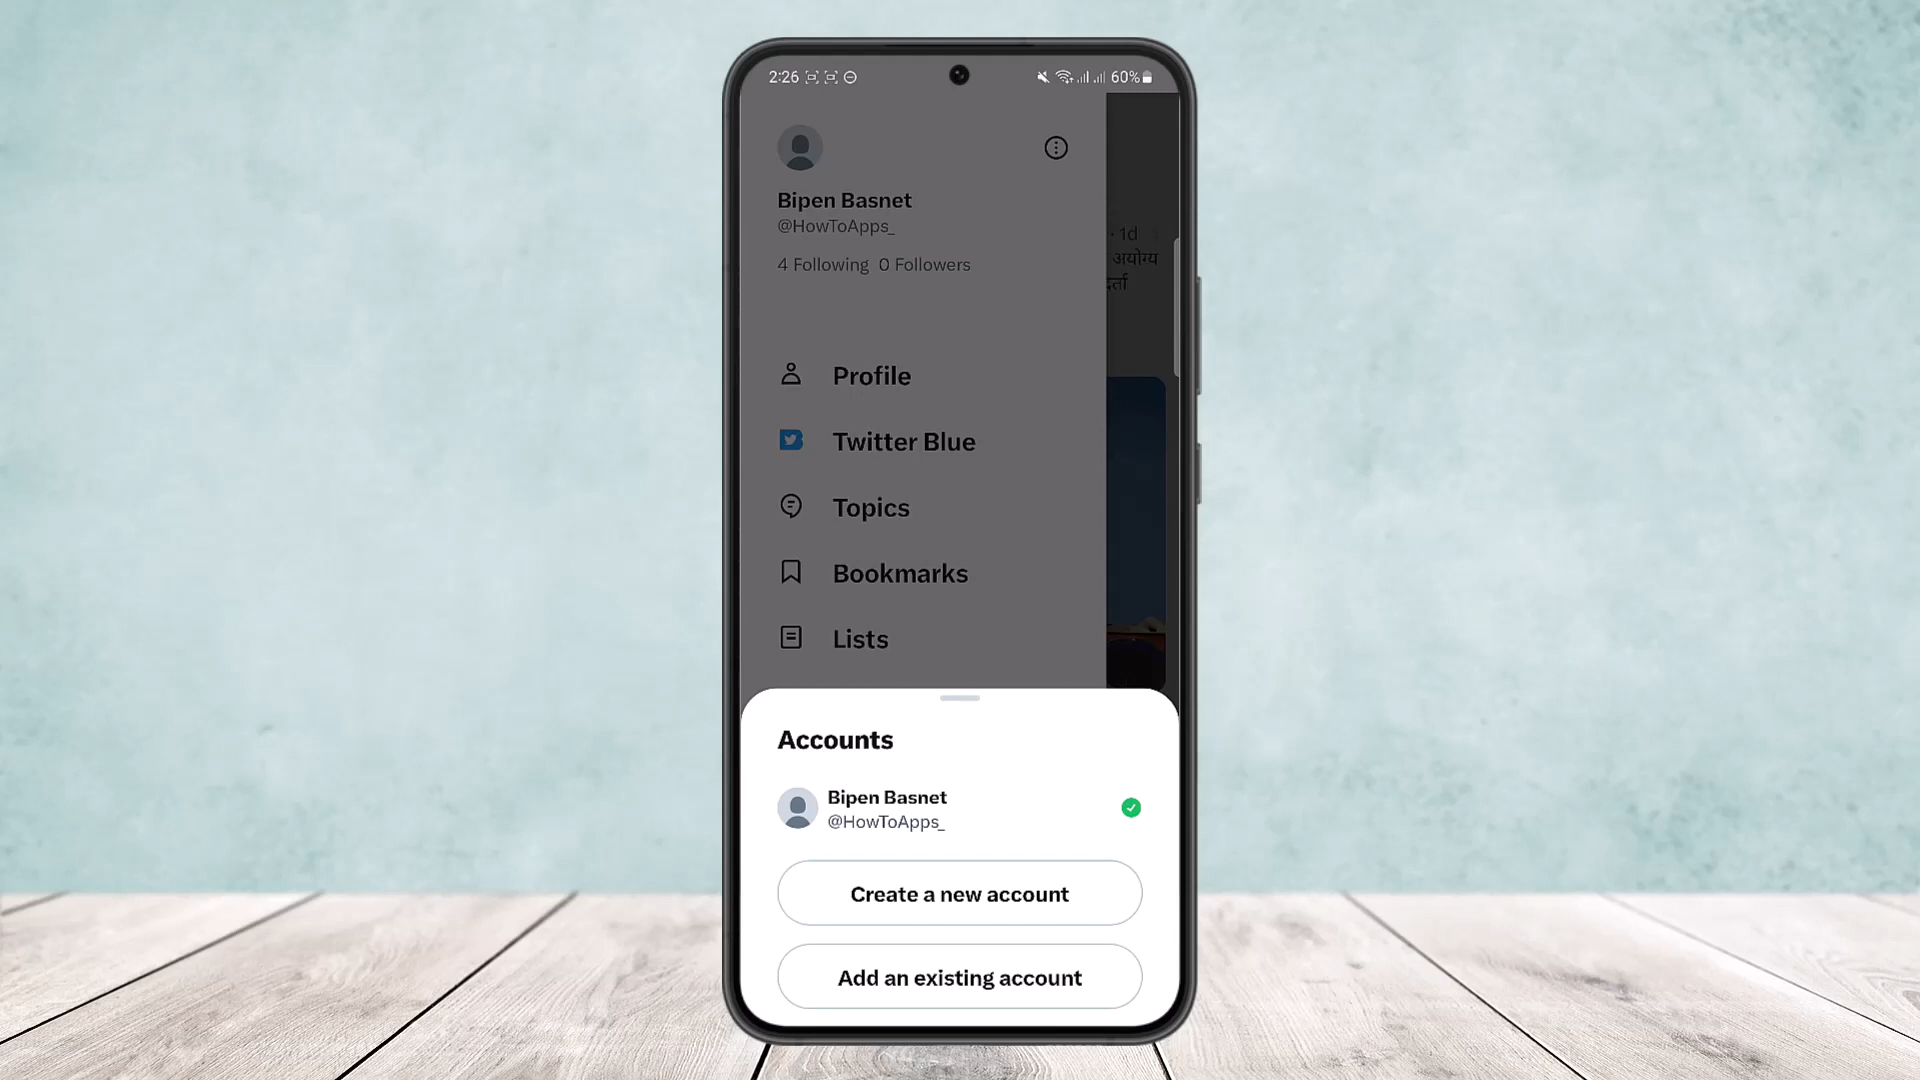 2:26 60%
Bipen Basnet
@HowToApps_
4 Following 0 Followers
· 1d
अयोग्य
दर्ता
Profile
Twitter Blue
Topics
Bookmarks
Lists
Accounts
Bipen Basnet
@HowToApps_
Create a new account
Add an existing account